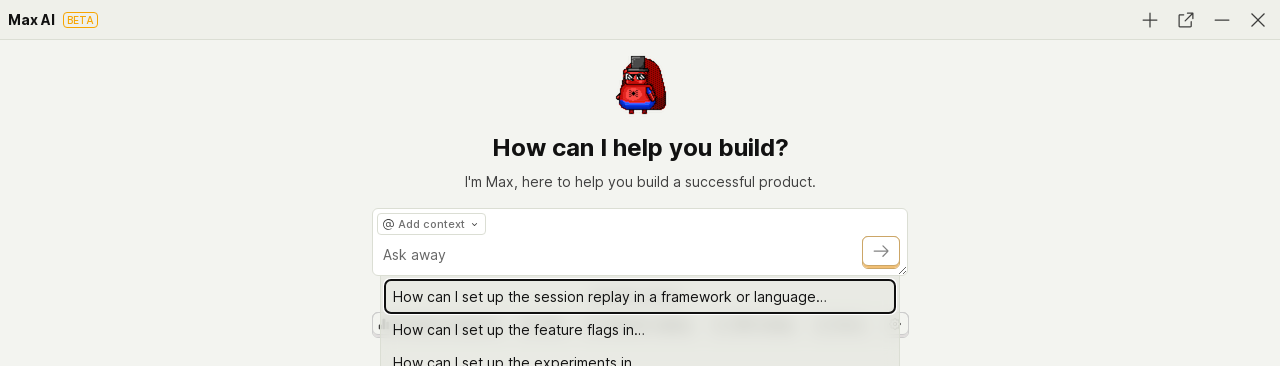 Max AI BETA
How can I help you build?
I'm Max, here to help you build a successful product.
@ Add context
Ask away
How can I set up the session replay in a framework or language…
How can I set up the feature flags in…
How can I set up the experiments in